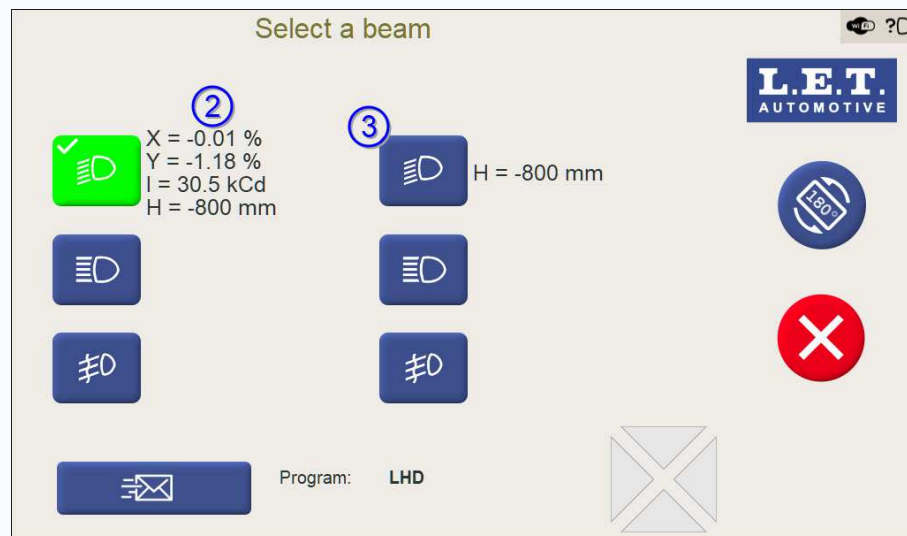 Select a beam
WiFi ?
L.E.T.
AUTOMOTIVE
2
X = -0.01 %
Y = -1.18 %
I = 30.5 kCd
H = -800 mm
3
H = -800 mm
180°
Program: LHD